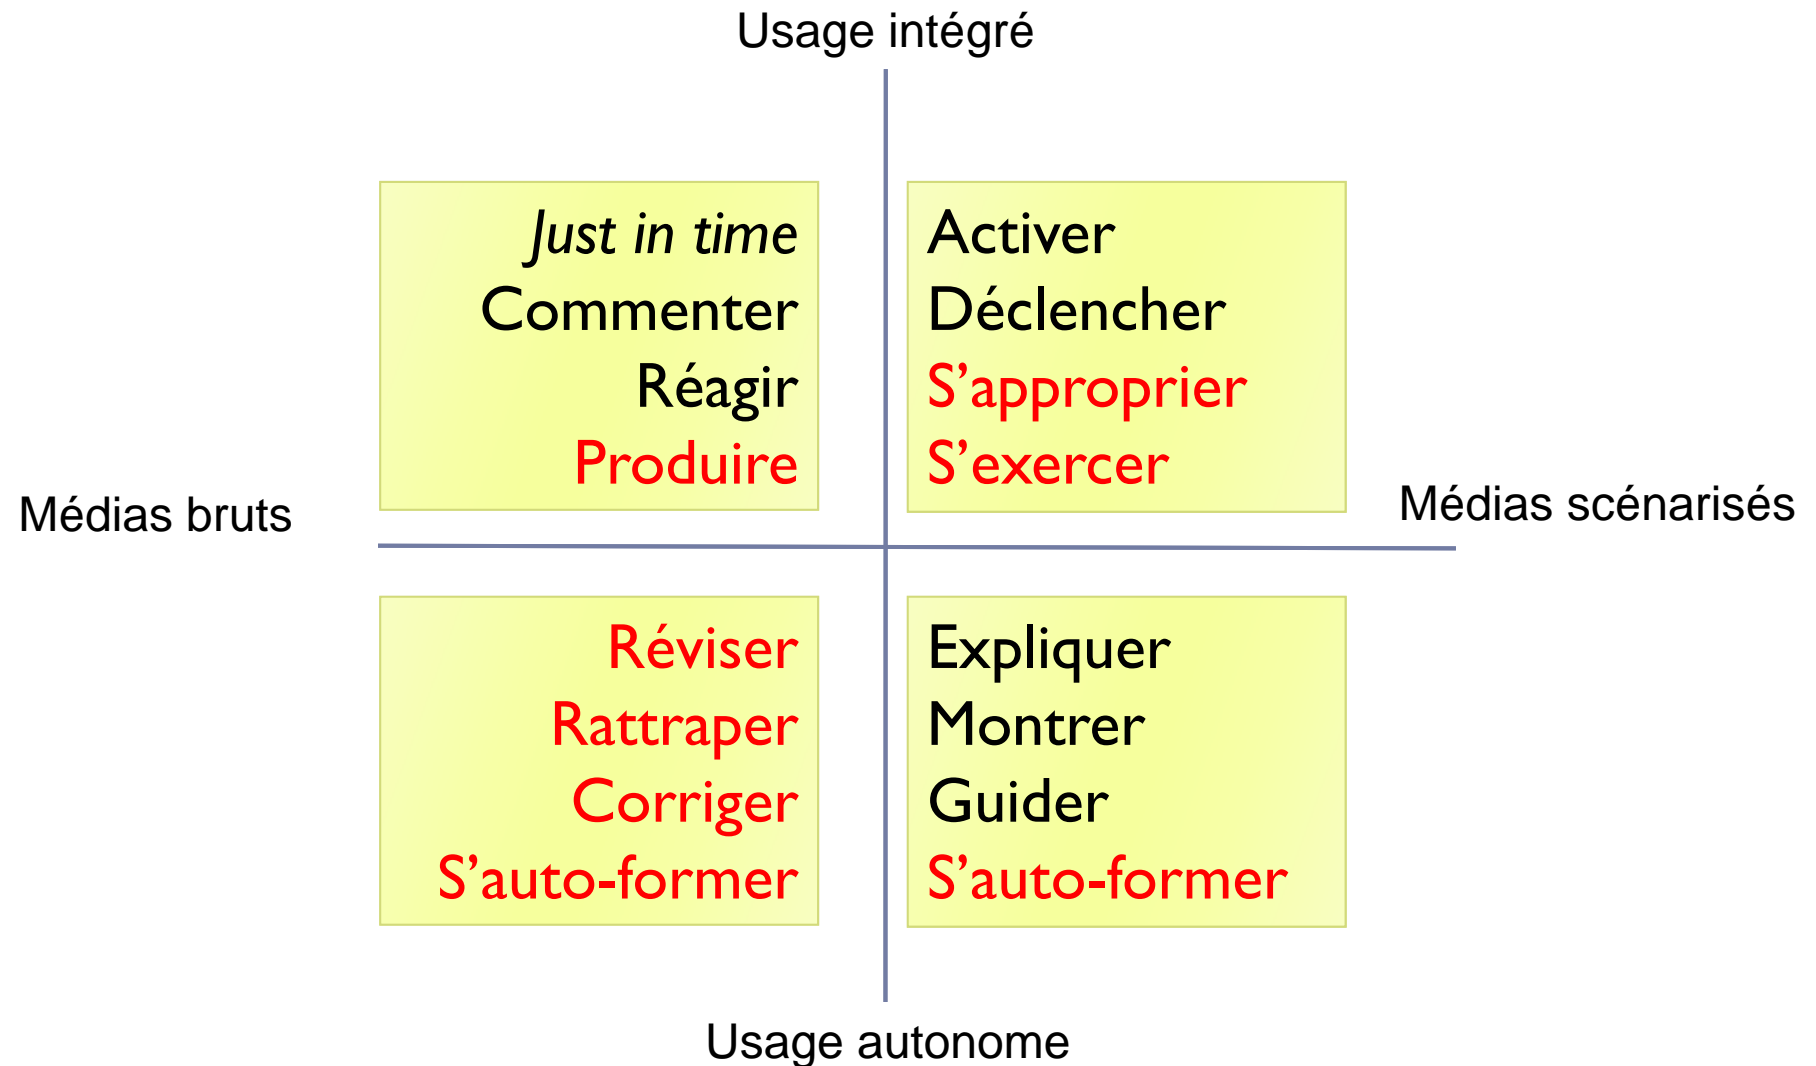 Usage intégré
Just in time
Commenter
Réagir
Produire
Activer
Déclencher
S’approprier
S’exercer
Médias bruts
Médias scénarisés
Réviser
Rattraper
Corriger
S’auto-former
Expliquer
Montrer
Guider
S’auto-former
Usage autonome